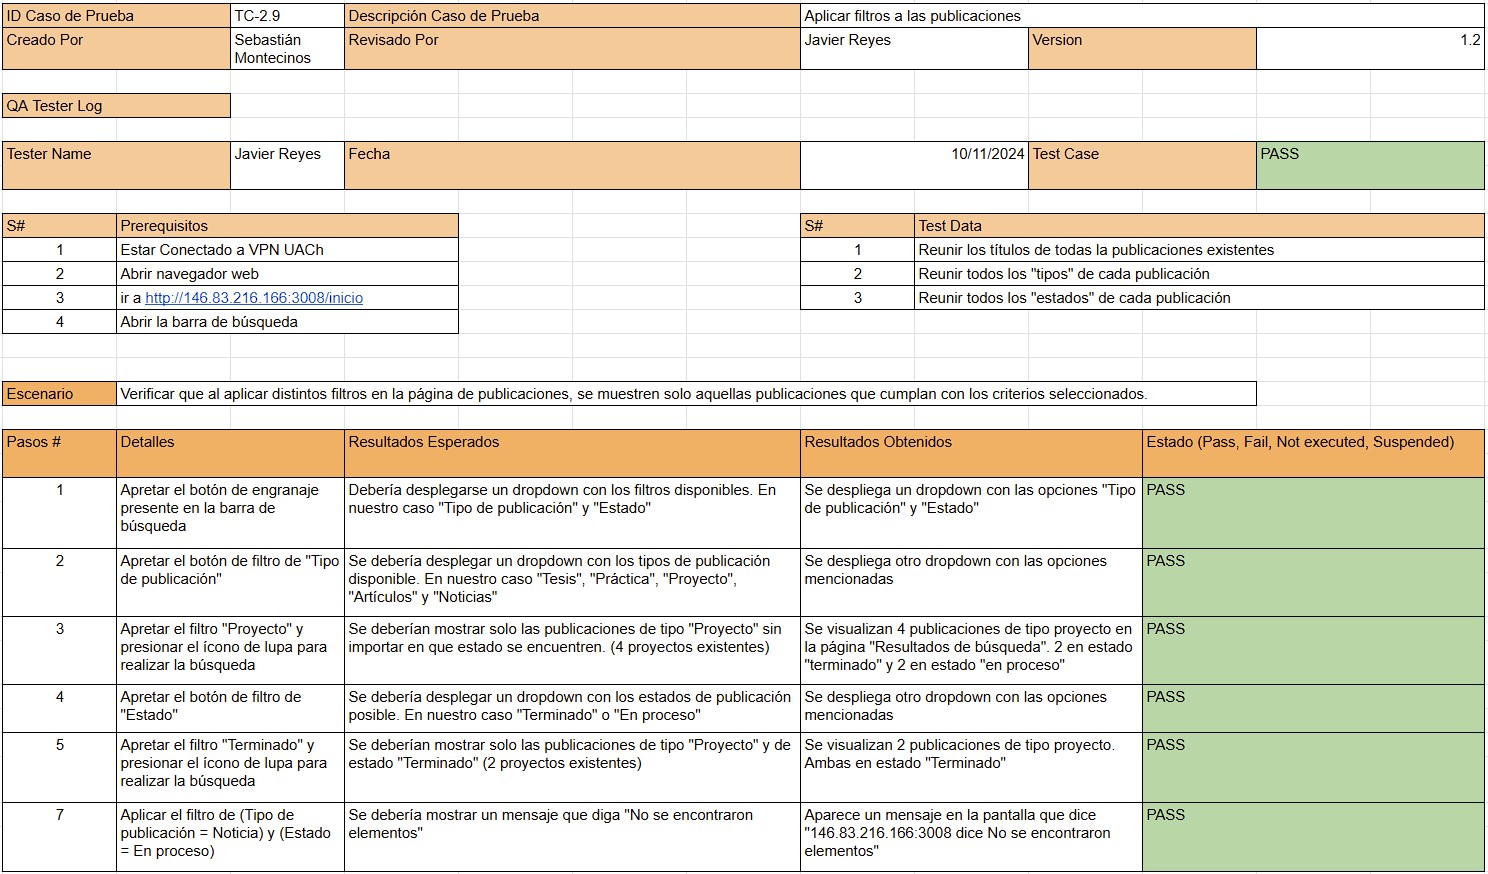 ID Caso de Prueba TC-2.9 Descripción Caso de Prueba Aplicar filtros a las publicaciones
Creado Por Sebastián Montecinos Revisado Por Javier Reyes Version 1.2
QA Tester Log
Tester Name Javier Reyes Fecha 10/11/2024 Test Case PASS
S# Prerequisitos
1 Estar Conectado a VPN UACh
2 Abrir navegador web
3 ir a http://146.83.216.166:3008/inicio
4 Abrir la barra de búsqueda
S# Test Data
1 Reunir los títulos de todas la publicaciones existentes
2 Reunir todos los "tipos" de cada publicación
3 Reunir todos los "estados" de cada publicación
Escenario Verificar que al aplicar distintos filtros en la página de publicaciones, se muestren solo aquellas publicaciones que cumplan con los criterios seleccionados.
Pasos # Detalles Resultados Esperados Resultados Obtenidos Estado (Pass, Fail, Not executed, Suspended)
1
Apretar el botón de engranaje
presente en la barra de
búsqueda
Debería desplegarse un dropdown con los filtros disponibles. En
nuestro caso "Tipo de publicación" y "Estado"
Se despliega un dropdown con las opciones "Tipo
de publicación" y "Estado"
PASS
2
Apretar el botón de filtro de "Tipo
de publicación"
Se debería desplegar un dropdown con los tipos de publicación
disponible. En nuestro caso "Tesis", "Práctica", "Proyecto",
"Artículos" y "Noticias"
Se despliega otro dropdown con las opciones
mencionadas
PASS
3
Apretar el filtro "Proyecto" y
presionar el ícono de lupa para
realizar la búsqueda
Se deberían mostrar solo las publicaciones de tipo "Proyecto" sin
importar en que estado se encuentren. (4 proyectos existentes)
Se visualizan 4 publicaciones de tipo proyecto en
la página "Resultados de búsqueda". 2 en estado
"terminado" y 2 en estado "en proceso"
PASS
4
Apretar el botón de filtro de
"Estado"
Se debería desplegar un dropdown con los estados de publicación
posible. En nuestro caso "Terminado" o "En proceso"
Se despliega otro dropdown con las opciones
mencionadas
PASS
5
Apretar el filtro "Terminado" y
presionar el ícono de lupa para
realizar la búsqueda
Se deberían mostrar solo las publicaciones de tipo "Proyecto" y de
estado "Terminado" (2 proyectos existentes)
Se visualizan 2 publicaciones de tipo proyecto.
Ambas en estado "Terminado"
PASS
7
Aplicar el filtro de (Tipo de
publicación = Noticia) y (Estado
= En proceso)
Se debería mostrar un mensaje que diga "No se encontraron
elementos"
Aparece un mensaje en la pantalla que dice
"146.83.216.166:3008 dice No se encontraron
elementos"
PASS